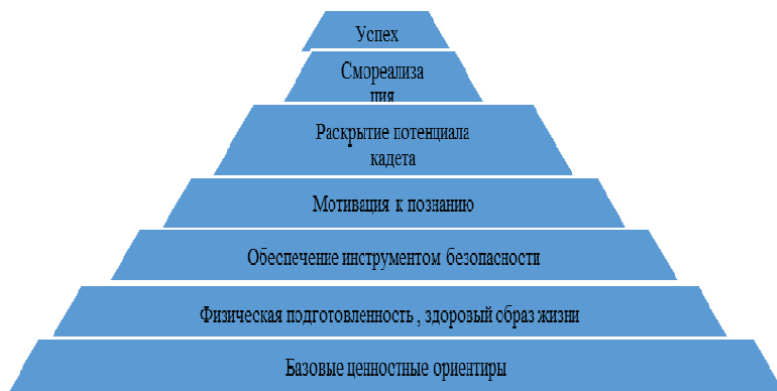 Успех
Смореализа
ция
Раскрытие потенциала
кадета
Мотивация к познанию
Обеспечение инструментом безопасности
Физическая подготовленность , здоровый образ жизни
Базовые ценностные ориентиры